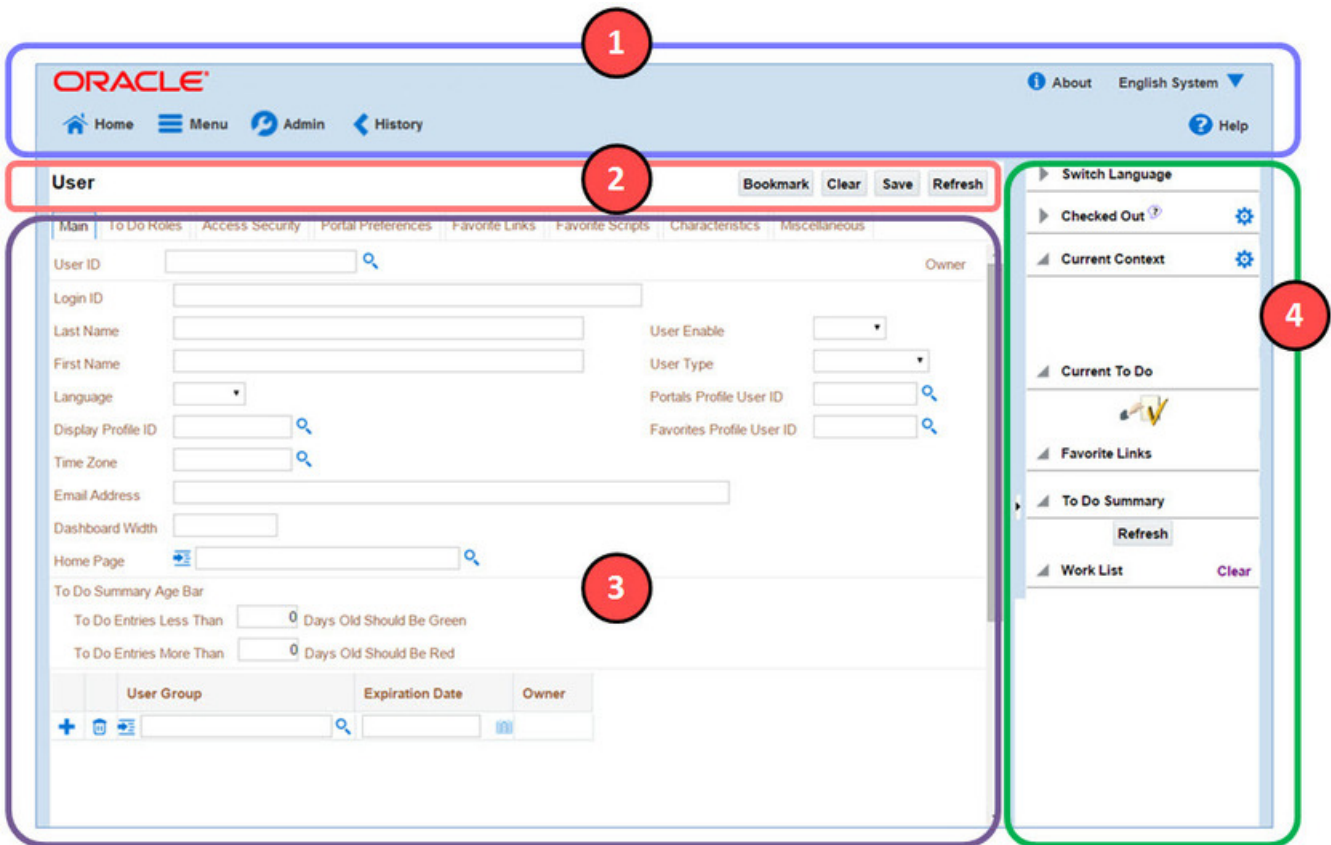 1
ORACLE
About English System
Home Menu Admin History
Help
User
2
Bookmark Clear Save Refresh
Main To Do Roles Access Security Portal Preferences Favorite Links Favorite Scripts Characteristics Miscellaneous
User ID
Owner
Login ID
Last Name
User Enable
First Name
User Type
Language
Portals Profile User ID
Display Profile ID
Favorites Profile User ID
Time Zone
Email Address
Dashboard Width
Home Page
3
To Do Summary Age Bar
To Do Entries Less Than 0 Days Old Should Be Green
To Do Entries More Than 0 Days Old Should Be Red
User Group Expiration Date Owner
Switch Language
Checked Out ?
Current Context
4
Current To Do
Favorite Links
To Do Summary
Refresh
Work List Clear